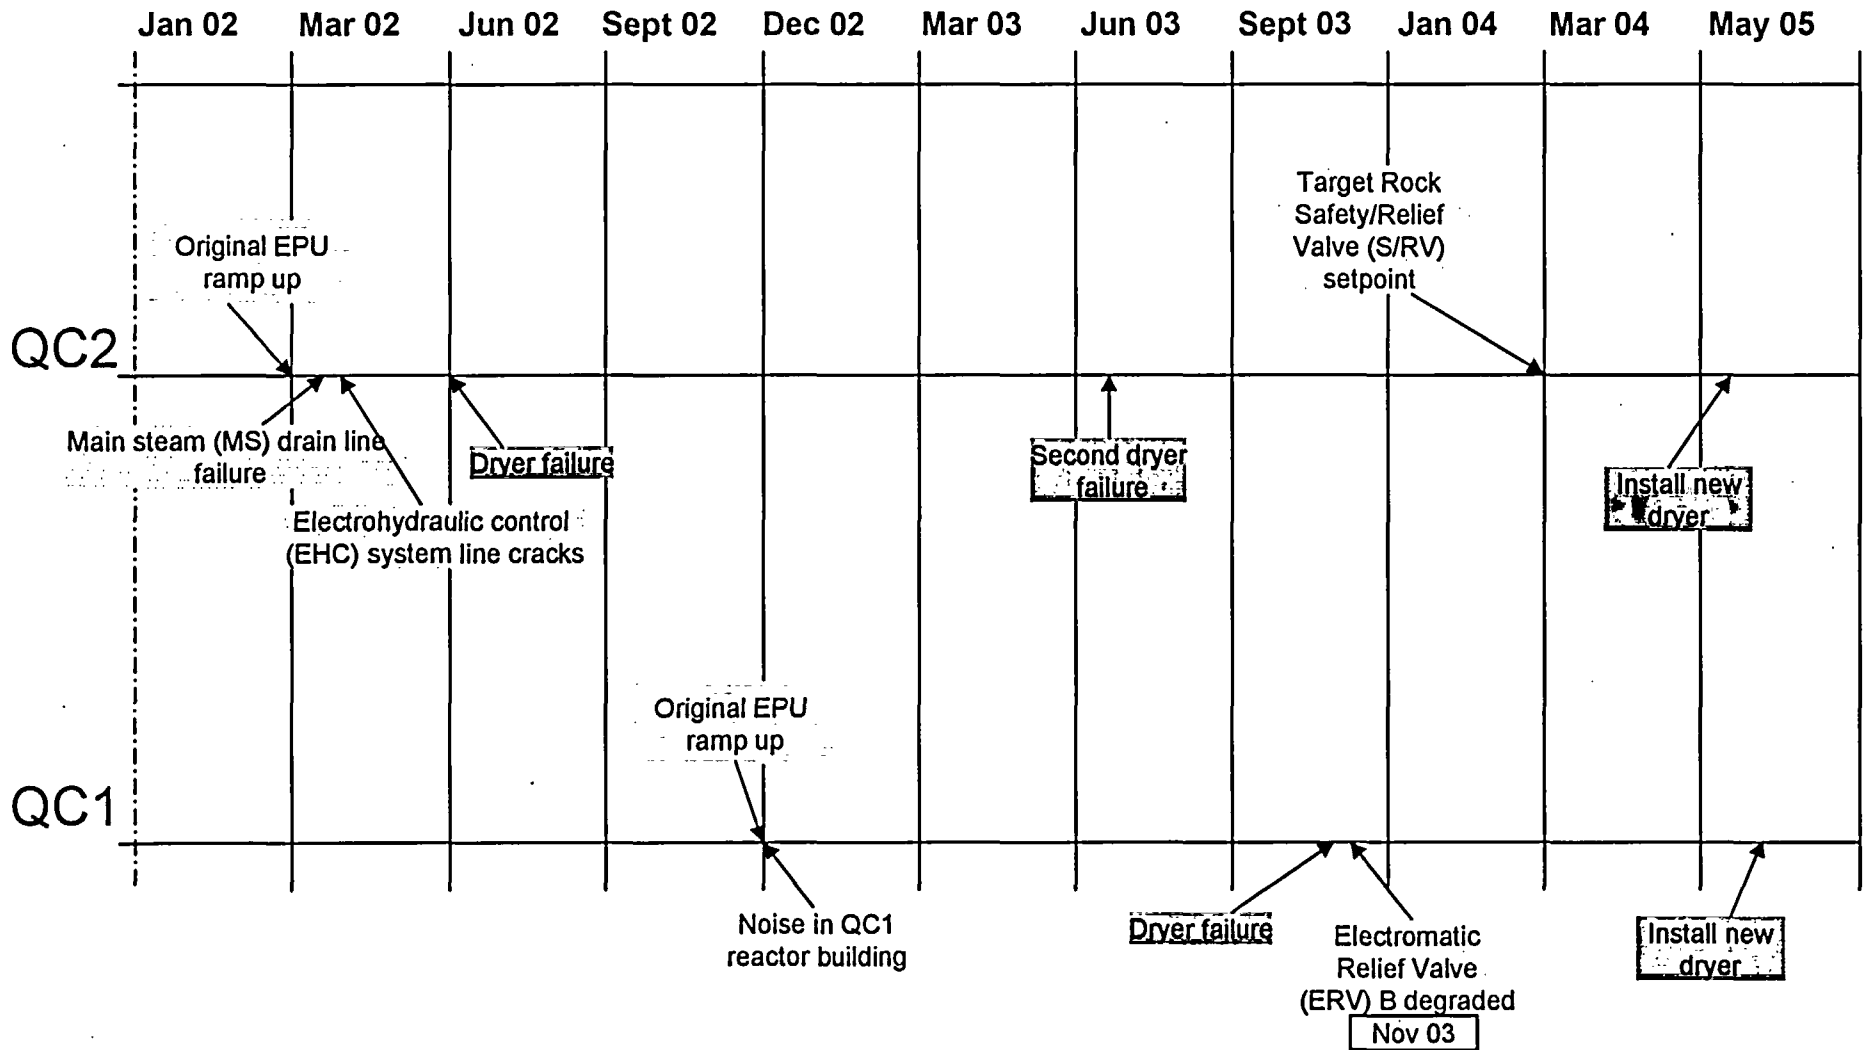 Jan 02 Mar 02 Jun 02 Sept 02 Dec 02 Mar 03 Jun 03 Sept 03 Jan 04 Mar 04 May 05
Target Rock
Safety/Relief
Valve (S/RV)
setpoint
Original EPU
ramp up
QC2
Main steam (MS) drain line
failure
Dryer failure
Second dryer
failure
Install new
dryer
Electrohydraulic control
(EHC) system line cracks
Original EPU
ramp up
QC1
Noise in QC1
reactor building
Dryer failure
Electromatic
Relief Valve
(ERV) B degraded
Nov 03
Install new
dryer